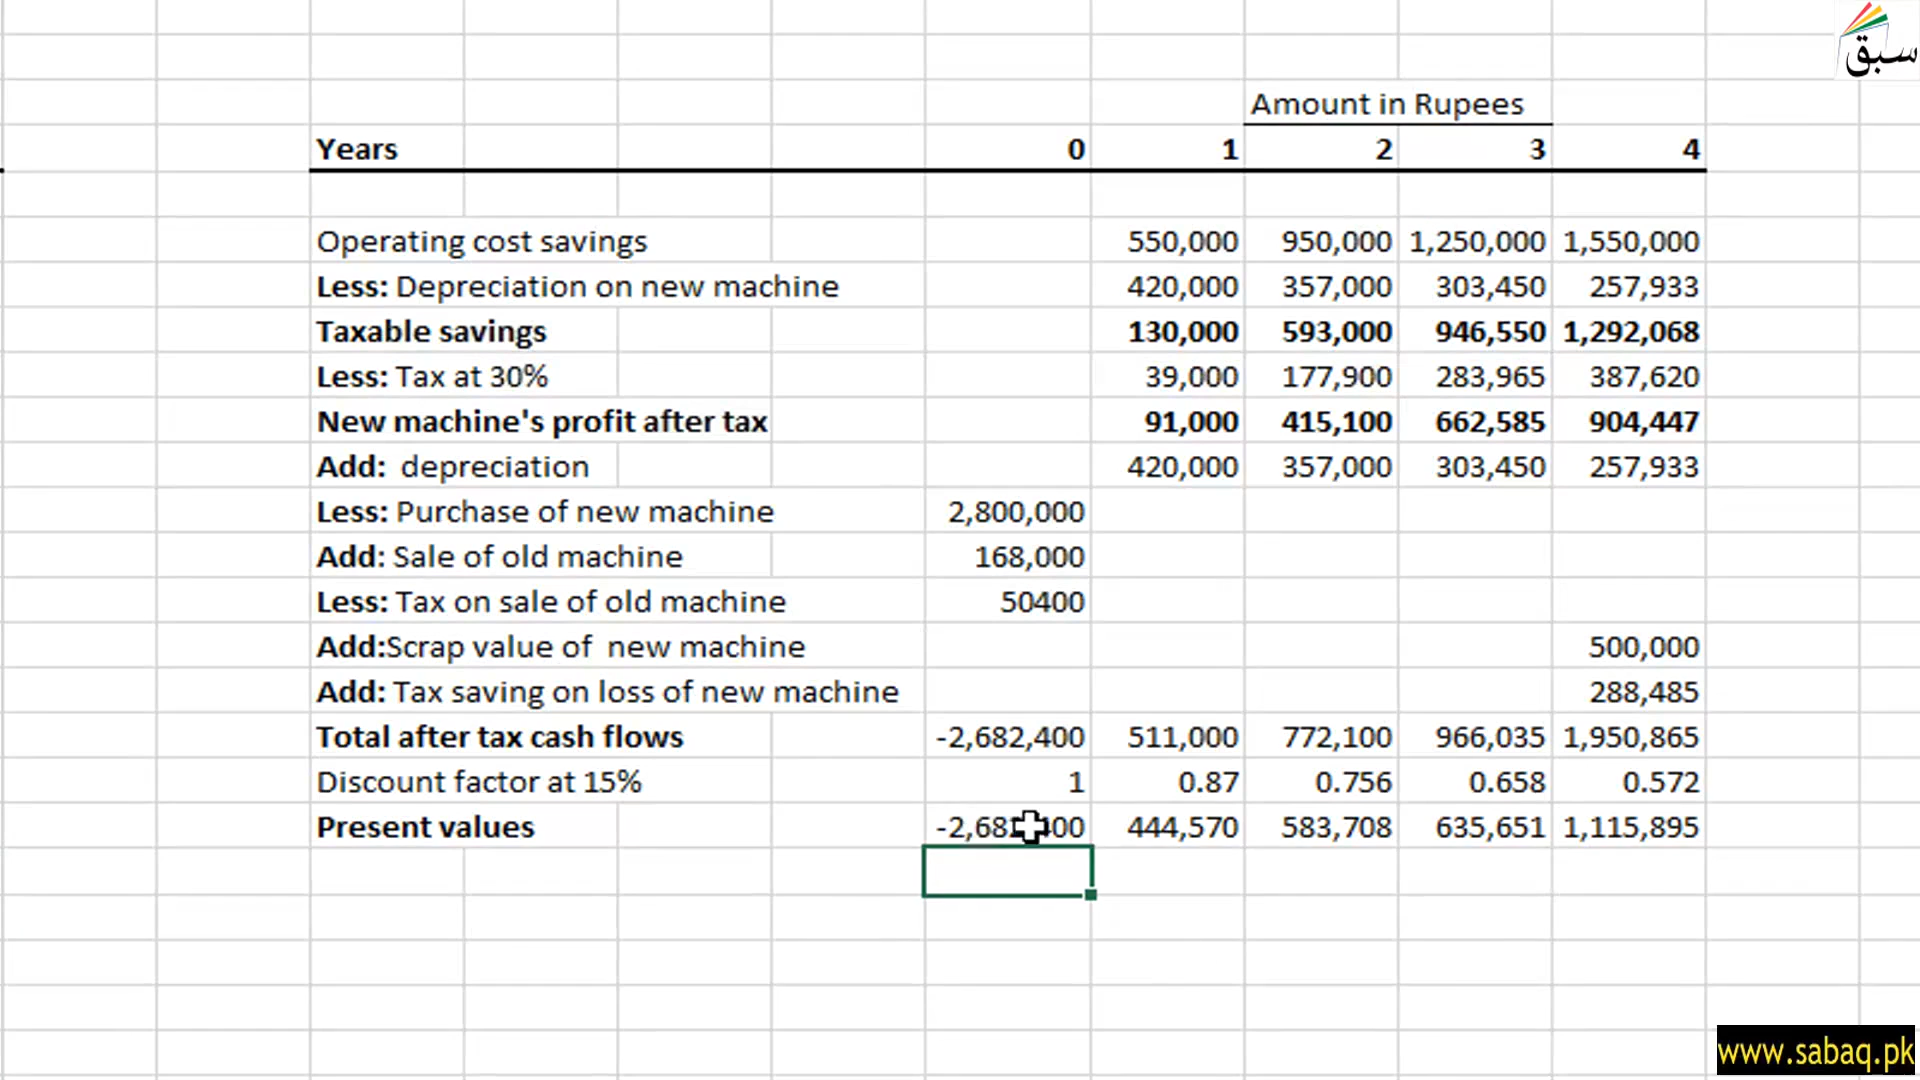 سبق
Amount in Rupees
Years 0 1 2 3 4
Operating cost savings 550,000 950,000 1,250,000 1,550,000
Less: Depreciation on new machine 420,000 357,000 303,450 257,933
Taxable savings 130,000 593,000 946,550 1,292,068
Less: Tax at 30% 39,000 177,900 283,965 387,620
New machine's profit after tax 91,000 415,100 662,585 904,447
Add: depreciation 420,000 357,000 303,450 257,933
Less: Purchase of new machine 2,800,000
Add: Sale of old machine 168,000
Less: Tax on sale of old machine 50400
Add:Scrap value of new machine 500,000
Add: Tax saving on loss of new machine 288,485
Total after tax cash flows -2,682,400 511,000 772,100 966,035 1,950,865
Discount factor at 15% 1 0.87 0.756 0.658 0.572
Present values 444,570 583,708 635,651 1,115,895
www.sabaq.pk